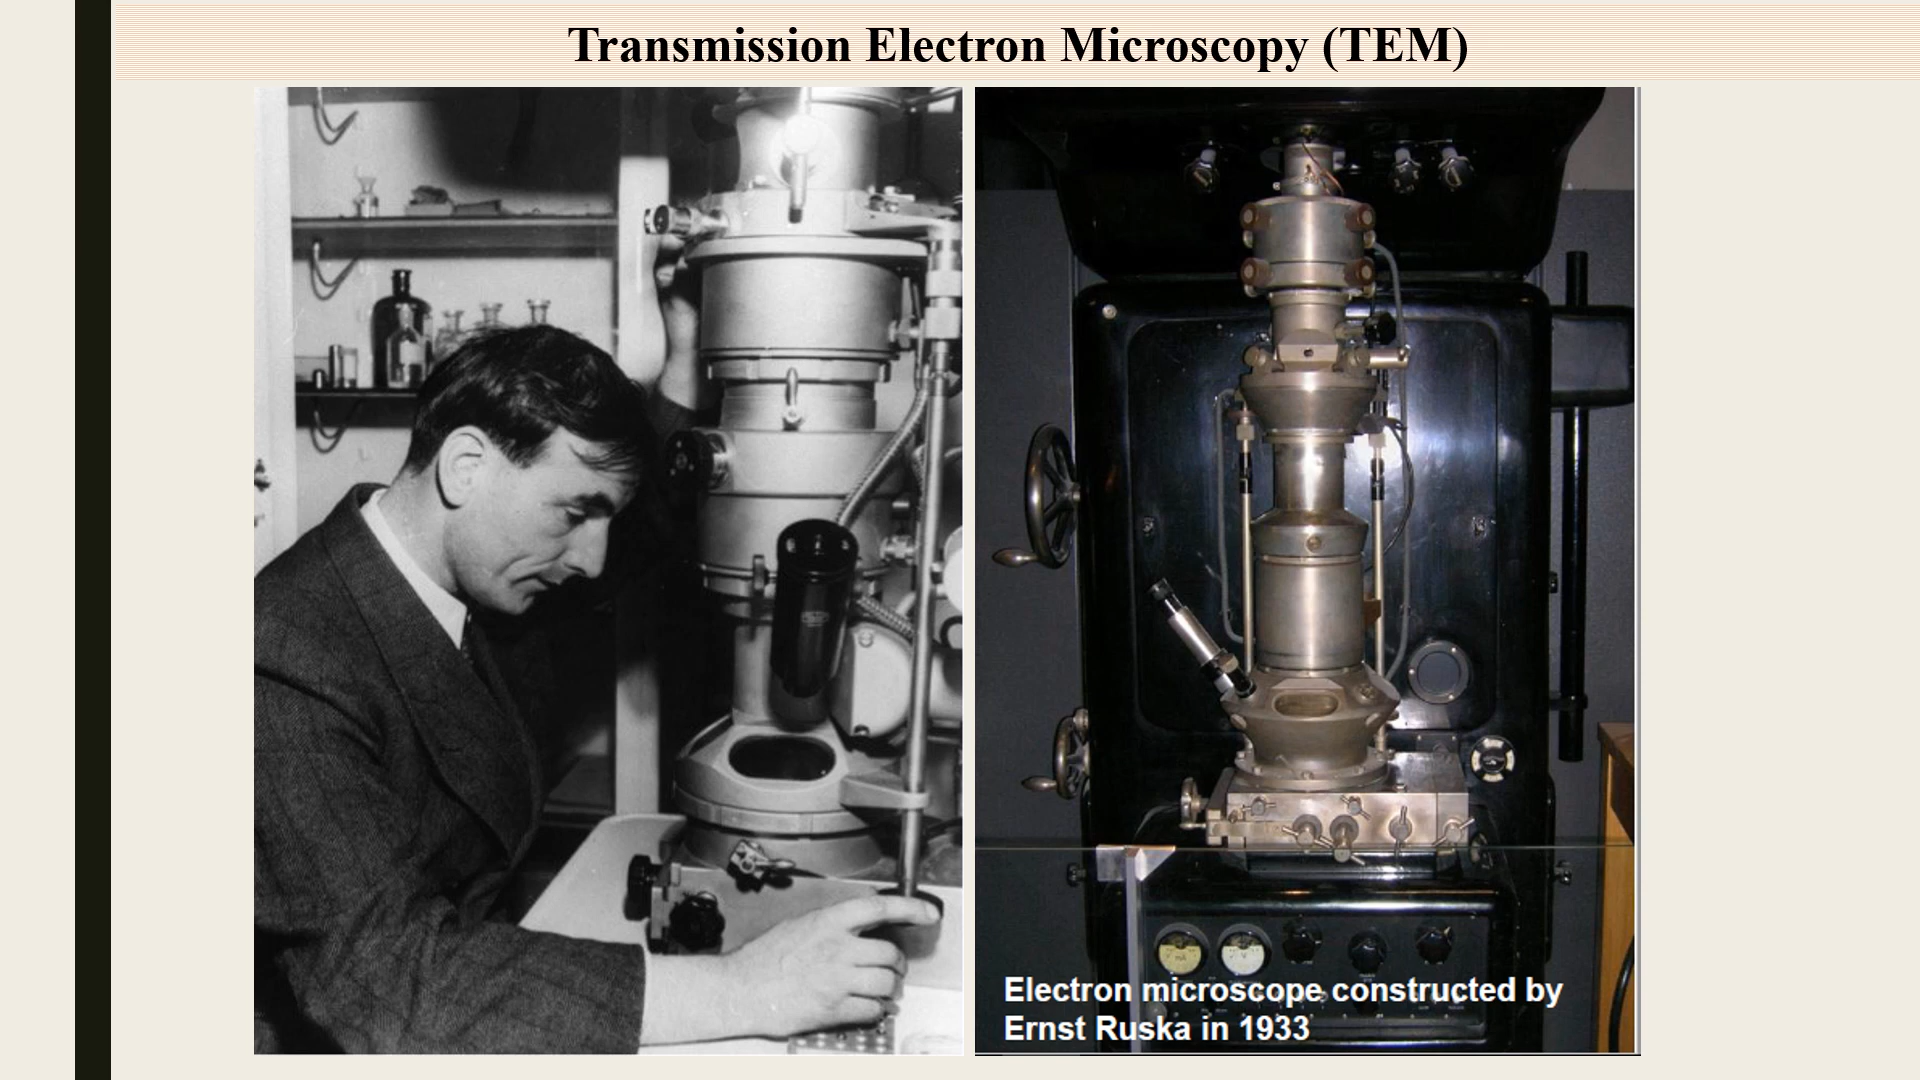 Transmission Electron Microscopy (TEM)
Electron microscope constructed by
Ernst Ruska in 1933